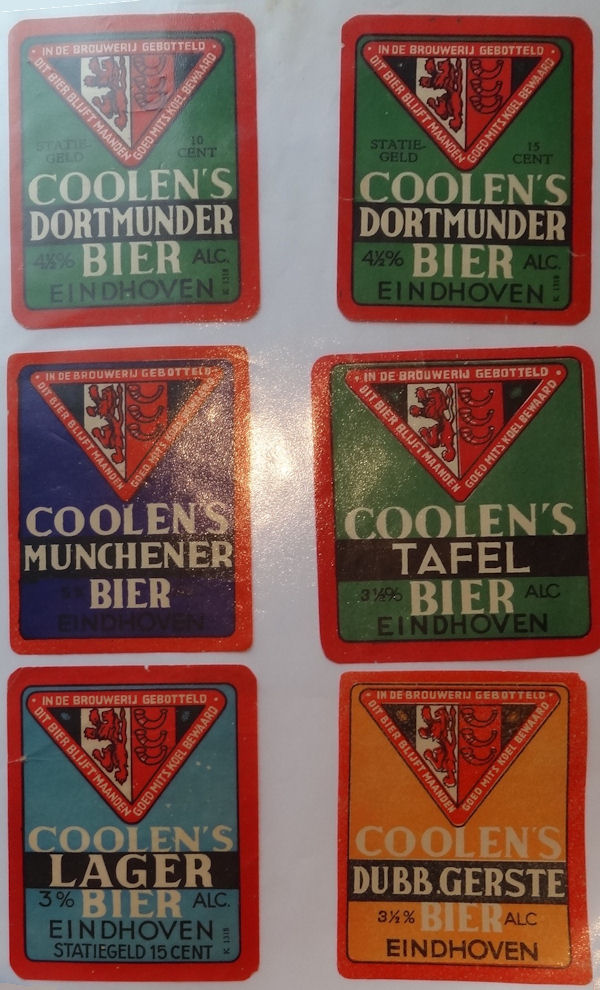 IN DE BROUWERIJ GEBOTTELD
DIT BIER BLIJFT MAANDEN GOED MITS KOEL BEWAARD
STATIE-
GELD
10
CENT
COOLEN'S
DORTMUNDER
4½% BIER ALC.
EINDHOVEN
K 1318
IN DE BROUWERIJ GEBOTTELD
DIT BIER BLIJFT MAANDEN GOED MITS KOEL BEWAARD
STATIE-
GELD
15
CENT
COOLEN'S
DORTMUNDER
4½% BIER ALC.
EINDHOVEN
K 1318
IN DE BROUWERIJ GEBOTTELD
DIT BIER BLIJFT MAANDEN GOED MITS KOEL BEWAARD
COOLEN'S
MUNCHENER
BIER
EINDHOVEN
IN DE BROUWERIJ GEBOTTELD
DIT BIER BLIJFT MAANDEN GOED MITS KOEL BEWAARD
COOLEN'S
TAFEL
3½% BIER ALC
EINDHOVEN
IN DE BROUWERIJ GEBOTTELD
DIT BIER BLIJFT MAANDEN GOED MITS KOEL BEWAARD
COOLEN'S
LAGER
3% BIER ALC.
EINDHOVEN
STATIEGELD 15 CENT
K 1318
IN DE BROUWERIJ GEBOTTELD
DIT BIER BLIJFT MAANDEN GOED MITS KOEL BEWAARD
COOLEN'S
DUBB.GERSTE
3½% BIER ALC
EINDHOVEN